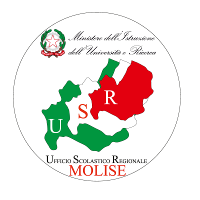 Ministero dell'Istruzione
dell'Università e Ricerca
U S R
UFFICIO SCOLASTICO REGIONALE
MOLISE